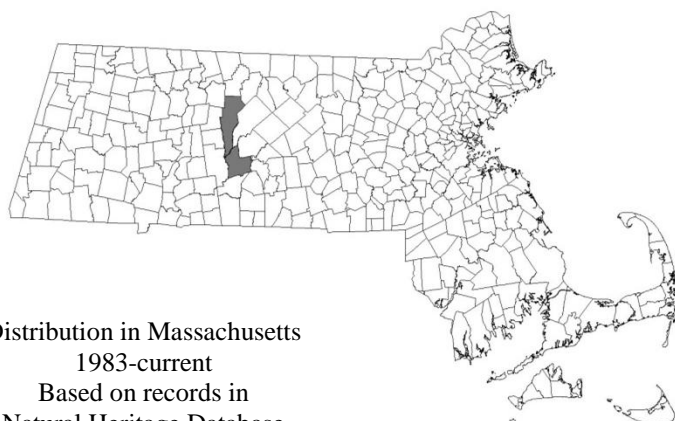 Distribution in Massachusetts
1983-current
Based on records in
Natural Heritage Database